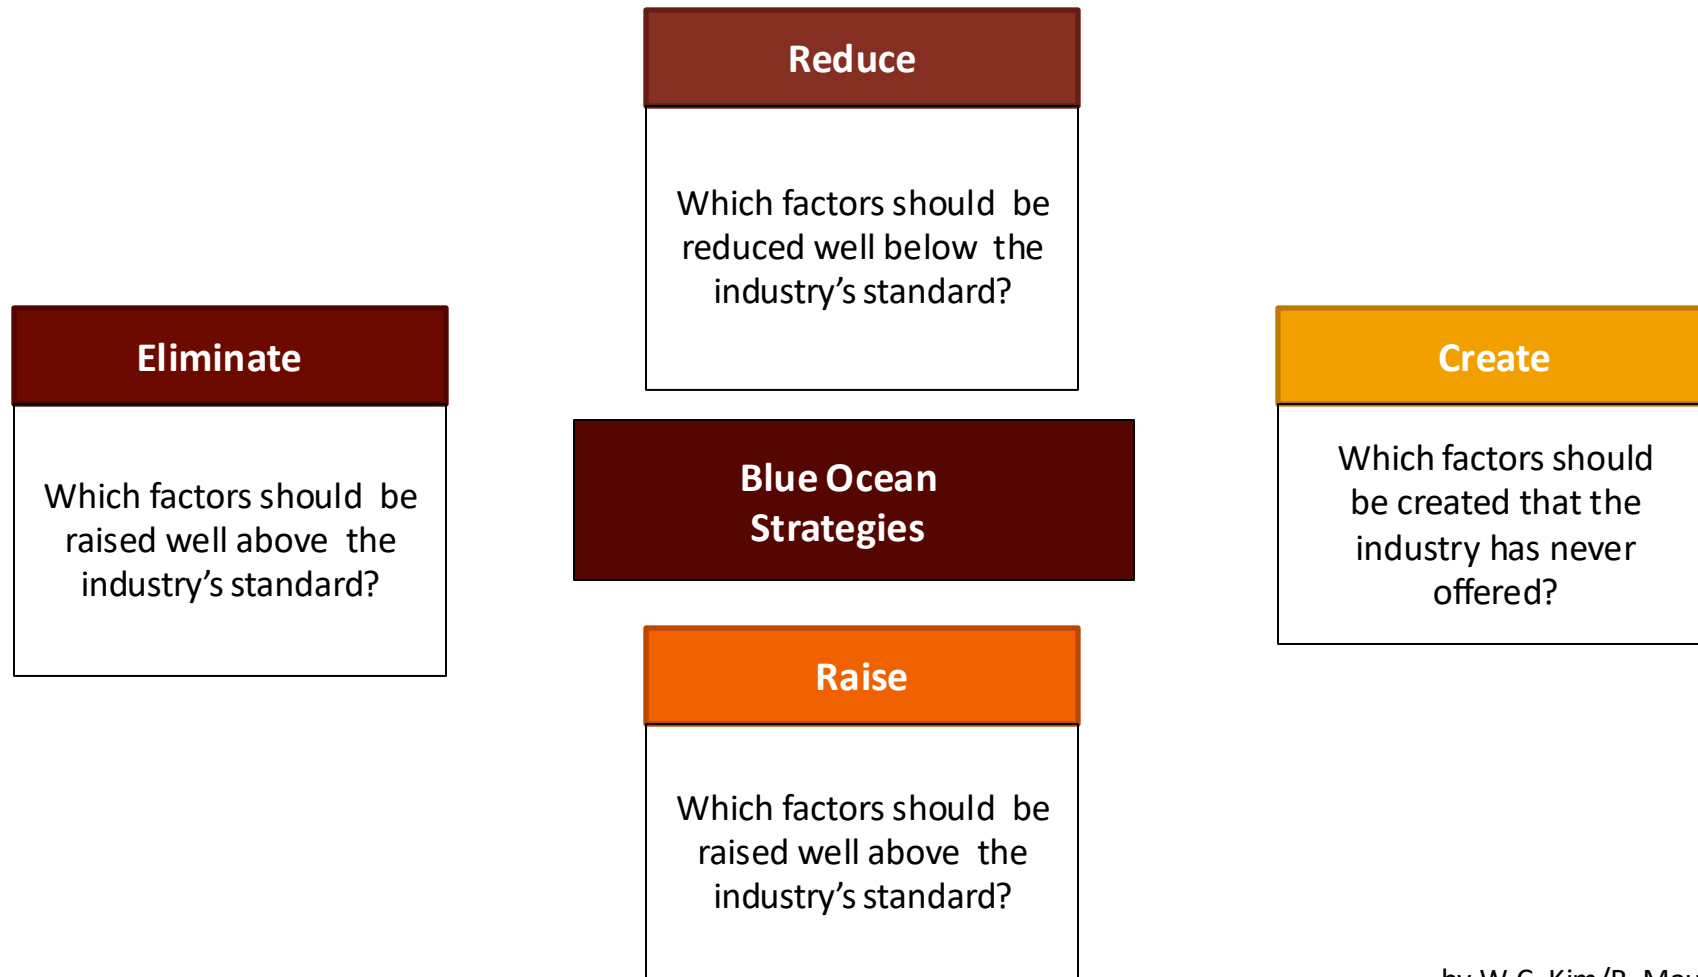 Reduce
Which factors should be
reduced well below the
industry’s standard?
Eliminate
Which factors should be
raised well above the
industry’s standard?
Blue Ocean
Strategies
Create
Which factors should
be created that the
industry has never
offered?
Raise
Which factors should be
raised well above the
industry’s standard?
by W.C. Kim/R.